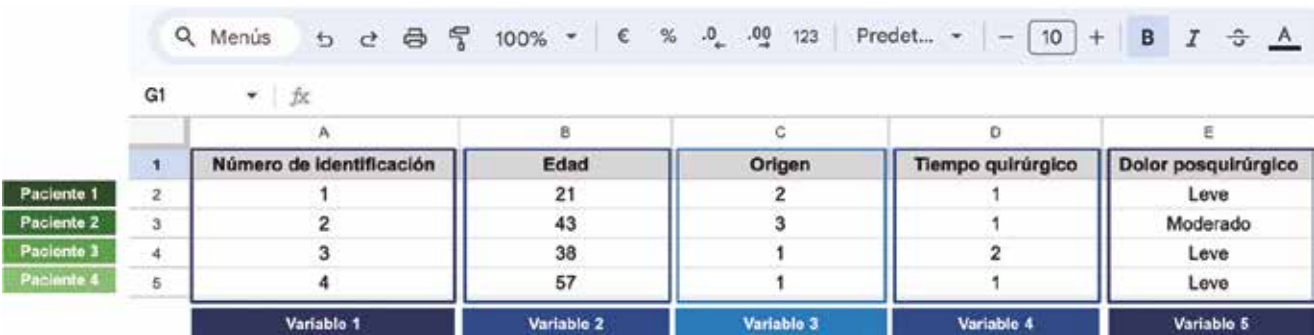 Menús 100% € % .0 .00 123 Predet... − 10 + B I S A
G1 fx
A B C D E
1 Número de identificación Edad Origen Tiempo quirúrgico Dolor posquirúrgico
Paciente 1 2 1 21 2 1 Leve
Paciente 2 3 2 43 3 1 Moderado
Paciente 3 4 3 38 1 2 Leve
Paciente 4 5 4 57 1 1 Leve
Variable 1 Variable 2 Variable 3 Variable 4 Variable 5